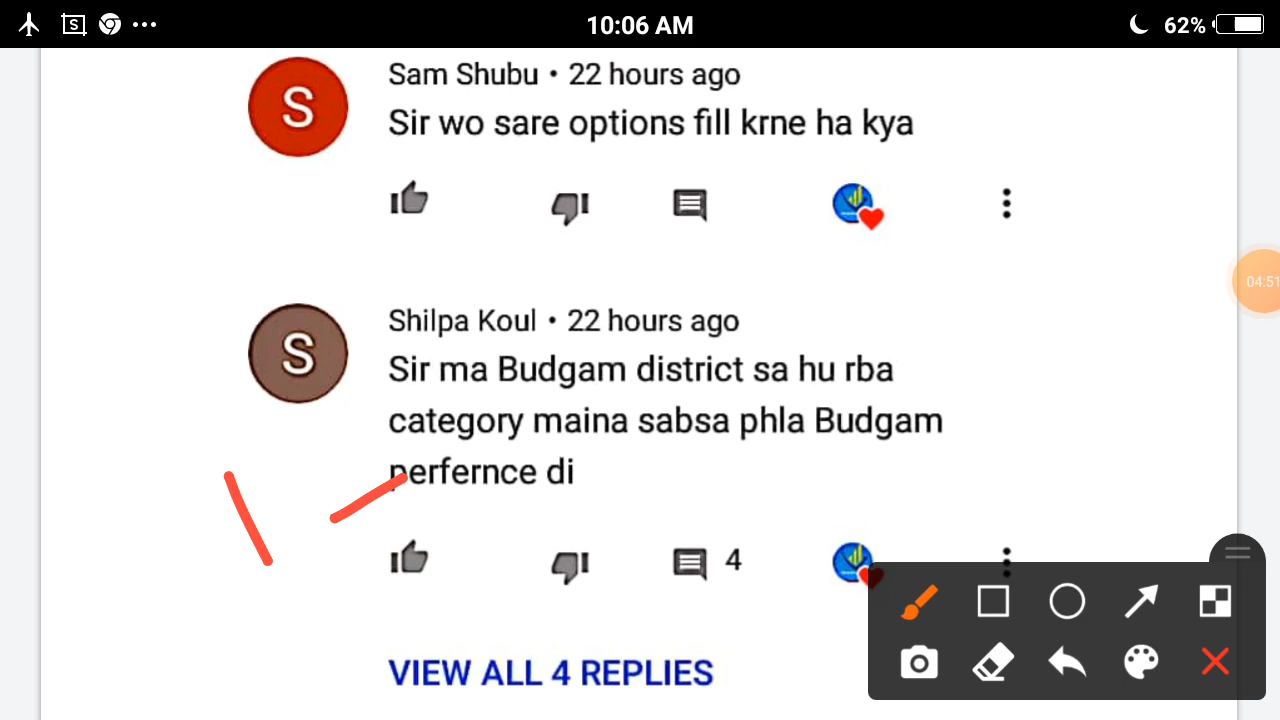 10:06 AM
62%
S
Sam Shubu • 22 hours ago
Sir wo sare options fill krne ha kya
04:51
S
Shilpa Koul • 22 hours ago
Sir ma Budgam district sa hu rba
category maina sabsa phla Budgam
perfernce di
4
VIEW ALL 4 REPLIES